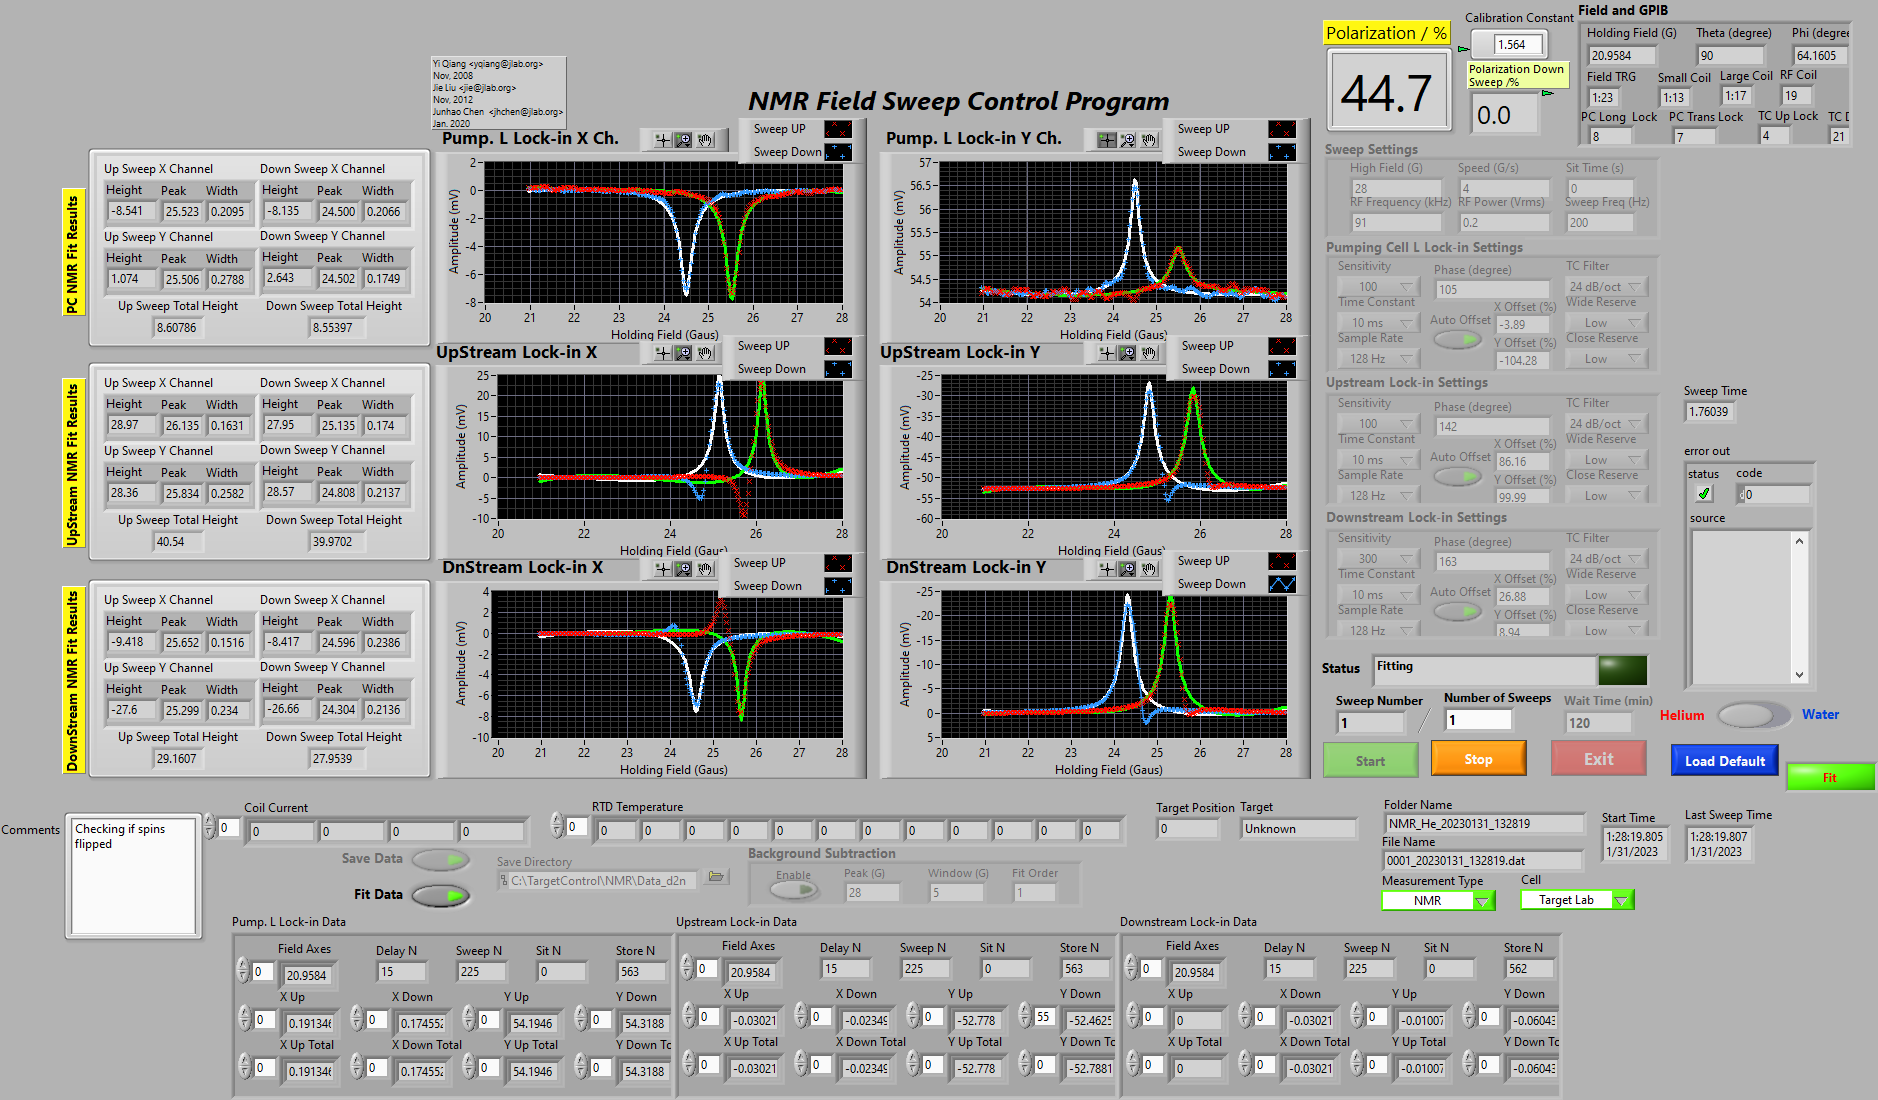 NMR Field Sweep Control Program
Yi Qiang <yqiang@jlab.org>
Nov, 2008
Jie Liu <jie@jlab.org>
Nov, 2012
Junhao Chen <jhchen@jlab.org>
Jan. 2020
Polarization / %
44.7
Calibration Constant
1.564
Polarization Down Sweep /%
0.0
Field and GPIB
Holding Field (G) Theta (degree) Phi (degree
20.9584 90 64.1605
Field TRG Small Coil Large Coil RF Coil
1:23 1:13 1:17 19
PC Long Lock PC Trans Lock TC Up Lock TC D
8 7 4 21
PC NMR Fit Results
Up Sweep X Channel Down Sweep X Channel
Height Peak Width Height Peak Width
-8.541 25.523 0.2095 -8.135 24.500 0.2066
Up Sweep Y Channel Down Sweep Y Channel
Height Peak Width Height Peak Width
1.074 25.506 0.2788 2.643 24.502 0.1749
Up Sweep Total Height Down Sweep Total Height
8.60786 8.55397
UpStream NMR Fit Results
Up Sweep X Channel Down Sweep X Channel
Height Peak Width Height Peak Width
28.97 26.135 0.1631 27.95 25.135 0.174
Up Sweep Y Channel Down Sweep Y Channel
Height Peak Width Height Peak Width
28.36 25.834 0.2582 28.57 24.808 0.2137
Up Sweep Total Height Down Sweep Total Height
40.54 39.9702
DownStream NMR Fit Results
Up Sweep X Channel Down Sweep X Channel
Height Peak Width Height Peak Width
-9.418 25.652 0.1516 -8.417 24.596 0.2386
Up Sweep Y Channel Down Sweep Y Channel
Height Peak Width Height Peak Width
-27.6 25.299 0.234 -26.66 24.304 0.2136
Up Sweep Total Height Down Sweep Total Height
29.1607 27.9539
Pump. L Lock-in X Ch.
Sweep UP
Sweep Down
Amplitude (mV)
2
0
-2
-4
-6
-8
20 21 22 23 24 25 26 27 28
Holding Field (Gaus)
Pump. L Lock-in Y Ch.
Sweep UP
Sweep Down
Amplitude (mV)
57
56.5
56
55.5
55
54.5
54
20 21 22 23 24 25 26 27 28
Holding Field (Gaus)
UpStream Lock-in X
Sweep UP
Sweep Down
Amplitude (mV)
25
20
15
10
5
0
-5
-10
20 21 22 23 24 25 26 27 28
Holding Field (Gaus)
UpStream Lock-in Y
Sweep UP
Sweep Down
Amplitude (mV)
-25
-30
-35
-40
-45
-50
-55
-60
20 21 22 23 24 25 26 27 28
Holding Field (Gaus)
DnStream Lock-in X
Sweep UP
Sweep Down
Amplitude (mV)
4
2
0
-2
-4
-6
-8
-10
20 21 22 23 24 25 26 27 28
Holding Field (Gaus)
DnStream Lock-in Y
Sweep UP
Sweep Down
Amplitude (mV)
-25
-20
-15
-10
-5
0
5
20 21 22 23 24 25 26 27 28
Holding Field (Gaus)
Sweep Settings
High Field (G) Speed (G/s) Sit Time (s)
28 4 0
RF Frequency (kHz) RF Power (Vrms) Sweep Freq (Hz)
91 0.2 200
Pumping Cell L Lock-in Settings
Sensitivity Phase (degree) TC Filter
100 105 24 dB/oct
Time Constant X Offset (%) Wide Reserve
10 ms Auto Offset -3.89 Low
Sample Rate Y Offset (%) Close Reserve
128 Hz -104.28 Low
Upstream Lock-in Settings
Sensitivity Phase (degree) TC Filter
100 142 24 dB/oct
Time Constant X Offset (%) Wide Reserve
10 ms Auto Offset 86.16 Low
Sample Rate Y Offset (%) Close Reserve
128 Hz 99.99 Low
Downstream Lock-in Settings
Sensitivity Phase (degree) TC Filter
300 163 24 dB/oct
Time Constant X Offset (%) Wide Reserve
10 ms Auto Offset 26.88 Low
Sample Rate Y Offset (%) Close Reserve
128 Hz 8.94 Low
Sweep Time
1.76039
error out
status code
0
source
Status Fitting
Sweep Number Number of Sweeps Wait Time (min)
1 / 1 120
Helium Water
Start Stop Exit Load Default Fit
Comments
Checking if spins
flipped
Coil Current
0 0 0 0 0
RTD Temperature
0 0 0 0 0 0 0 0 0 0 0 0 0
Target Position Target
0 Unknown
Save Data
Fit Data
Save Directory
C:\TargetControl\NMR\Data_d2n
Background Subtraction
Enable Peak (G) Window (G) Fit Order
28 5 1
Folder Name
NMR_He_20230131_132819
File Name
0001_20230131_132819.dat
Measurement Type Cell
NMR Target Lab
Start Time
1:28:19.805
1/31/2023
Last Sweep Time
1:28:19.807
1/31/2023
Pump. L Lock-in Data
Field Axes Delay N Sweep N Sit N Store N
0 20.9584 15 225 0 563
X Up X Down Y Up Y Down
0 0.191346 0 0.174552 0 54.1946 0 54.3188
X Up Total X Down Total Y Up Total Y Down To
0 0.191346 0 0.174552 0 54.1946 0 54.3188
Upstream Lock-in Data
Field Axes Delay N Sweep N Sit N Store N
0 20.9584 15 225 0 563
X Up X Down Y Up Y Down
0 -0.03021 0 -0.02349 0 -52.778 55 -52.4625
X Up Total X Down Total Y Up Total Y Down Tc
0 -0.03021 0 -0.02349 0 -52.778 0 -52.7881
Downstream Lock-in Data
Field Axes Delay N Sweep N Sit N Store N
0 20.9584 15 225 0 562
X Up X Down Y Up Y Down
0 0 0 -0.03021 0 -0.01007 0 -0.06043
X Up Total X Down Total Y Up Total Y Down Tc
0 0 0 -0.03021 0 -0.01007 0 -0.06043